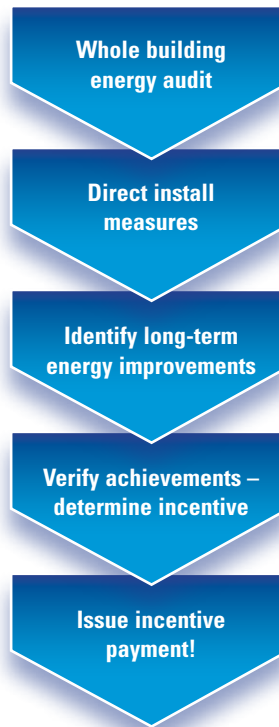 Whole building
energy audit
Direct install
measures
Identify long-term
energy improvements
Verify achievements –
determine incentive
Issue incentive
payment!